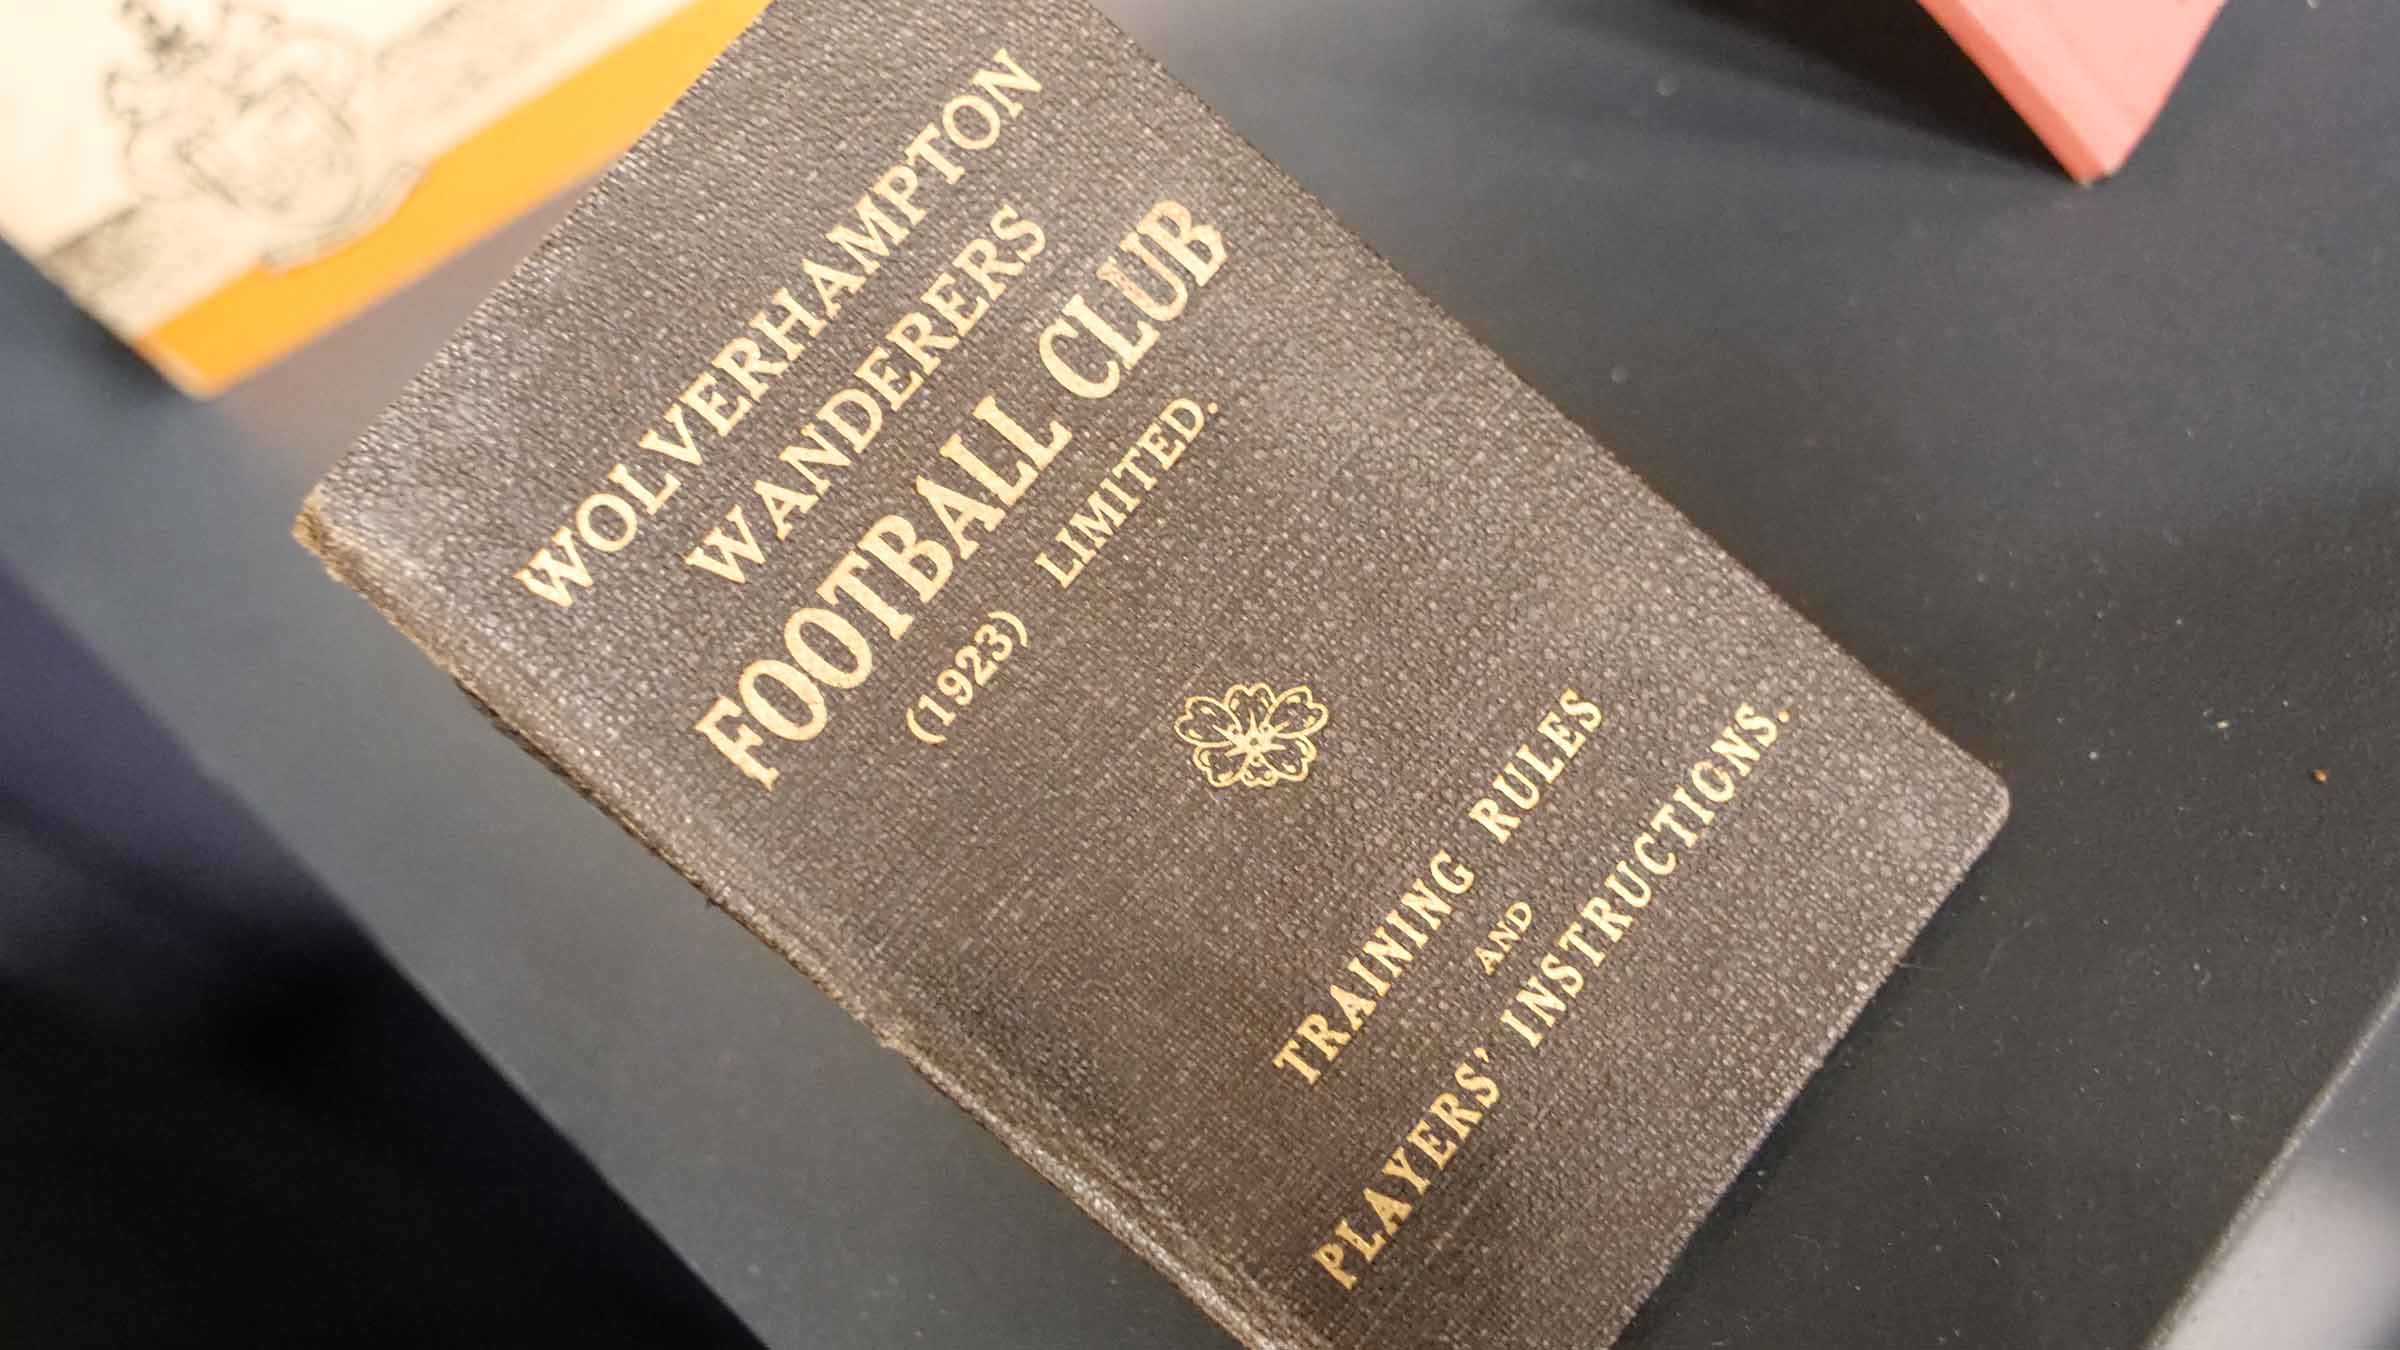 WOLVERHAMPTON
WANDERERS
FOOTBALL CLUB
(1923) LIMITED.
TRAINING RULES
AND
PLAYERS' INSTRUCTIONS.